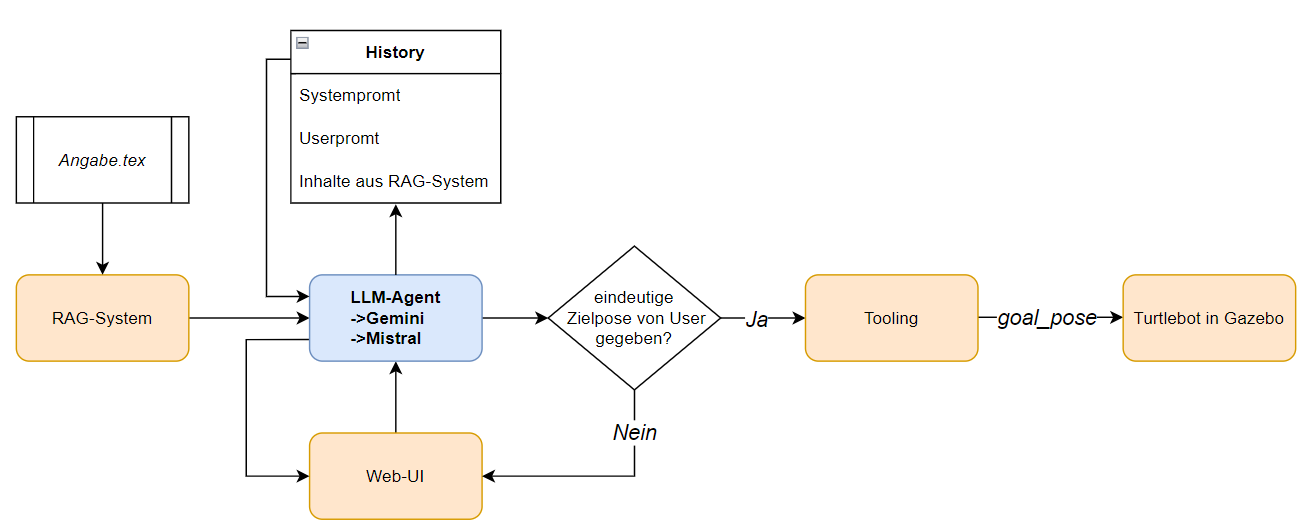 History
Systempromt
Userpromt
Inhalte aus RAG-System
Angabe.tex
RAG-System
LLM-Agent
->Gemini
->Mistral
eindeutige
Zielpose von User
gegeben?
Ja
Tooling
goal_pose
Turtlebot in Gazebo
Nein
Web-UI